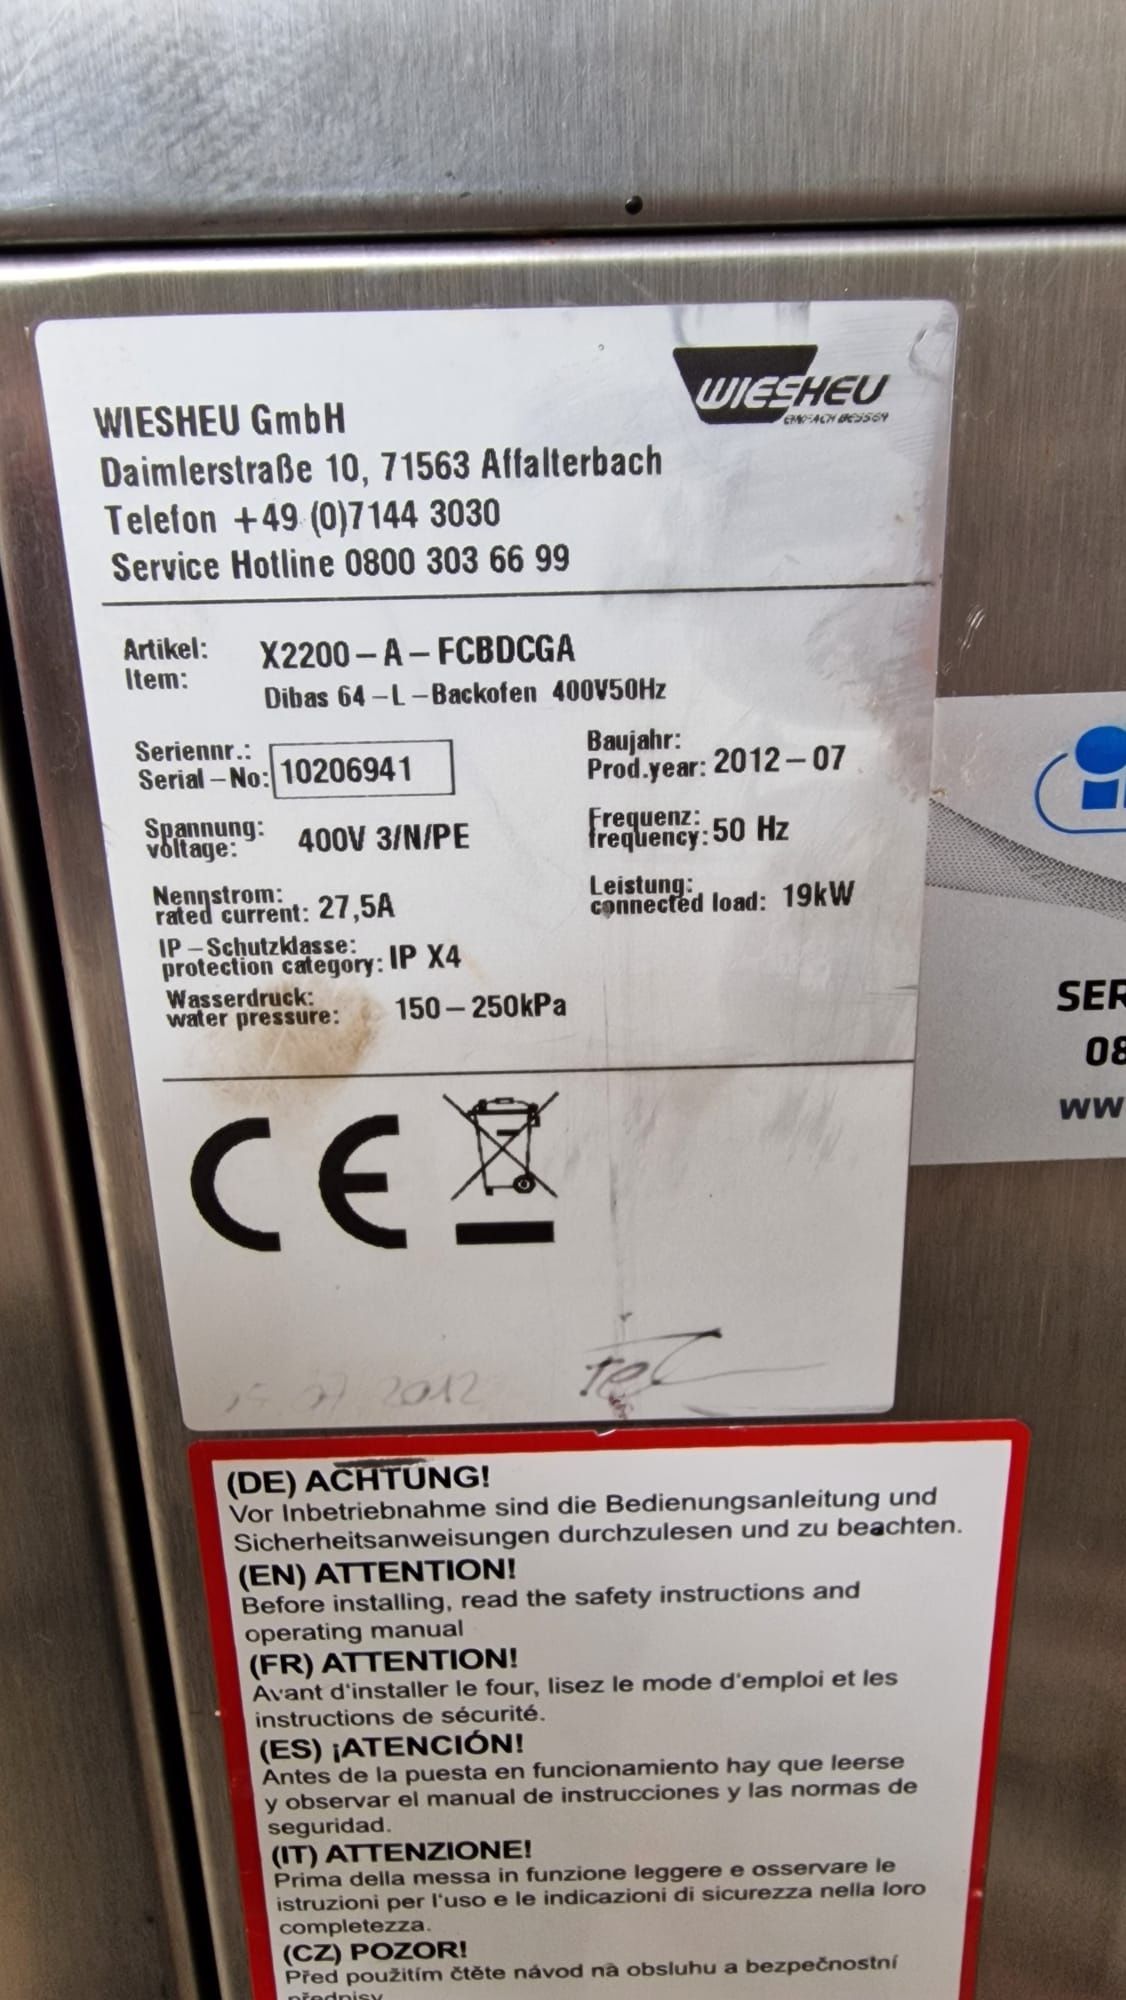 WIESHEU
EINFACH BESSER
WIESHEU GmbH
Daimlerstraße 10, 71563 Affalterbach
Telefon +49 (0)7144 3030
Service Hotline 0800 303 66 99
Artikel:
Item:
X2200-A-FCBDCGA
Dibas 64-L-Backofen 400V50Hz
Seriennr.:
Serial-No: 10206941
Baujahr:
Prod.year: 2012-07
Spannung:
voltage:
400V 3/N/PE
Frequenz:
frequency: 50 Hz
Nennstrom:
rated current: 27,5A
Leistung:
connected load: 19kW
IP-Schutzklasse:
protection category: IP X4
Wasserdruck:
water pressure:
150-250kPa
CE
07 2012
SER
08
ww
(DE) ACHTUNG!
Vor Inbetriebnahme sind die Bedienungsanleitung und
Sicherheitsanweisungen durchzulesen und zu beachten.
(EN) ATTENTION!
Before installing, read the safety instructions and
operating manual
(FR) ATTENTION!
Avant d'installer le four, lisez le mode d'emploi et les
instructions de sécurité.
(ES) ¡ATENCIÓN!
Antes de la puesta en funcionamiento hay que leerse
y observar el manual de instrucciones y las normas de
seguridad.
(IT) ATTENZIONE!
Prima della messa in funzione leggere e osservare le
istruzioni per l'uso e le indicazioni di sicurezza nella loro
completezza.
(CZ) POZOR!
Před použitím čtěte návod na obsluhu a bezpečnostní
předpisy